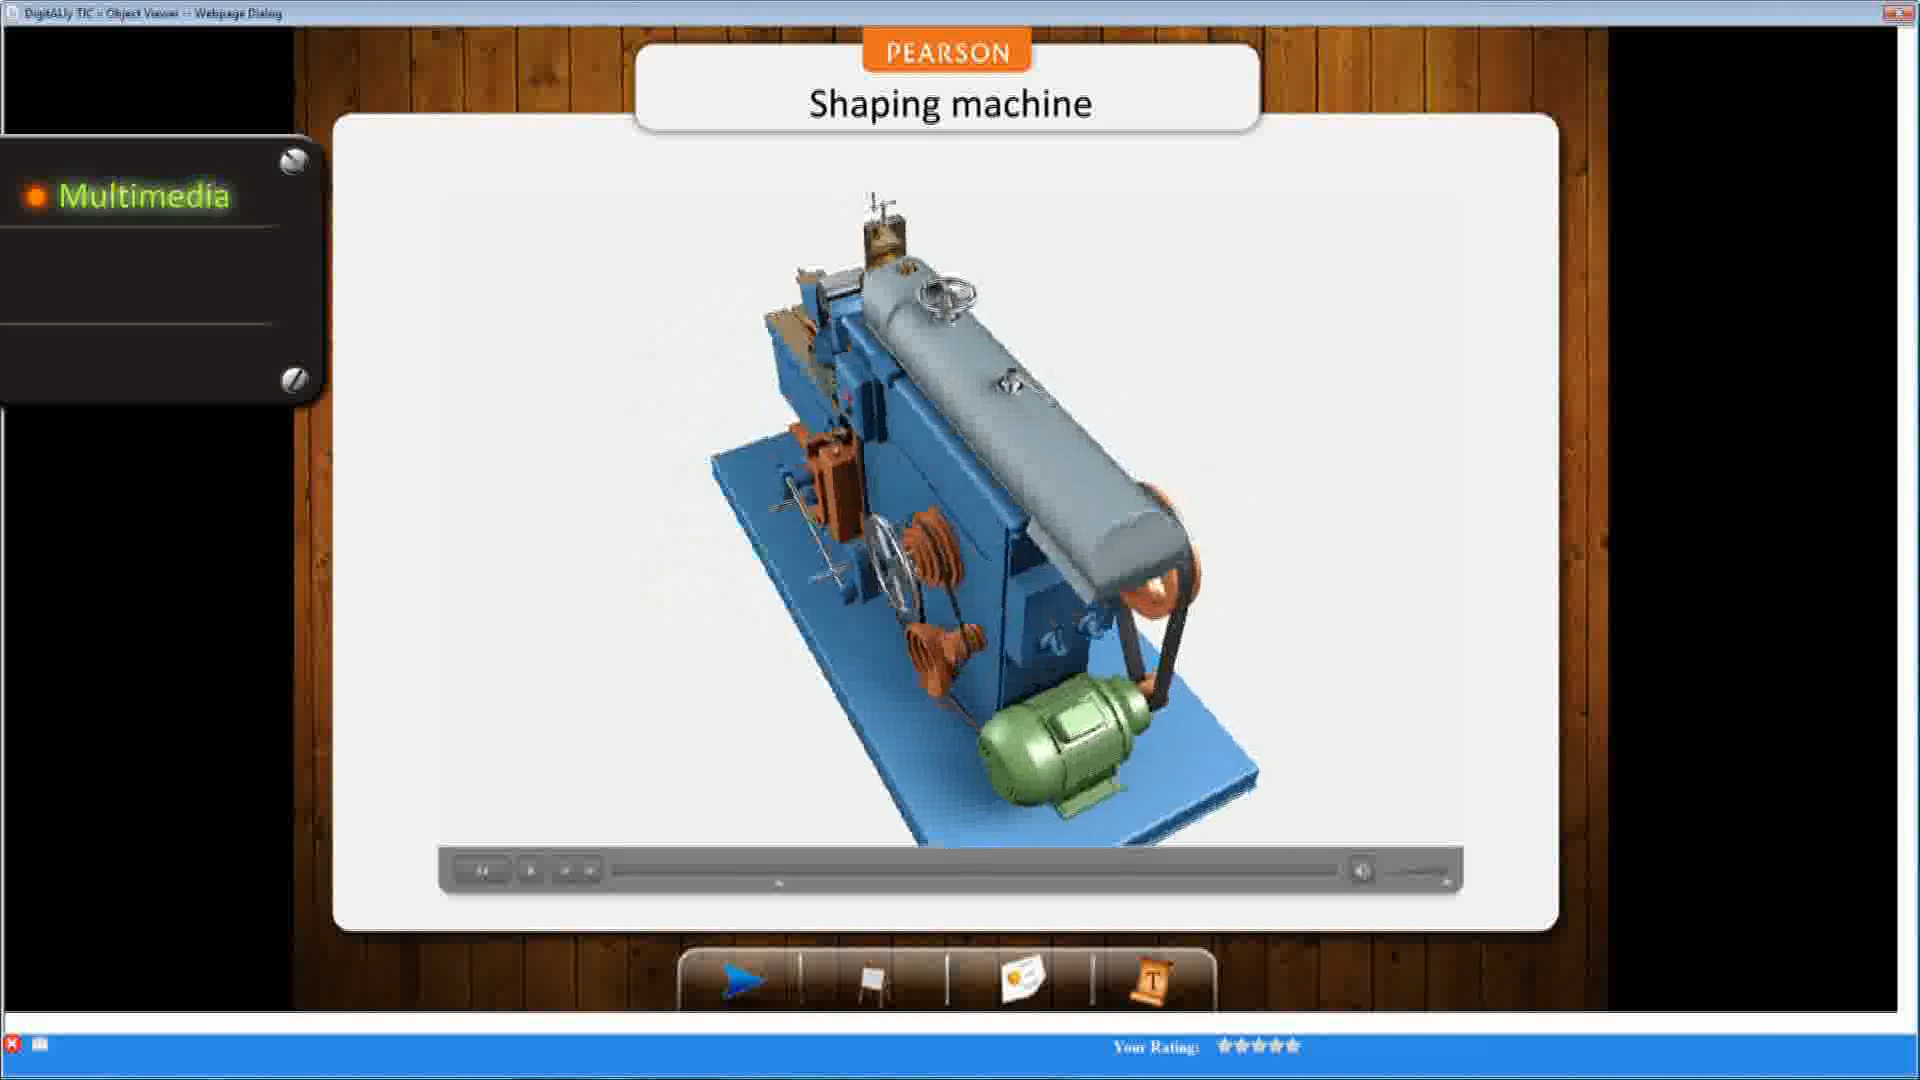 DigitALly TIC :: Object Viewer -- Webpage Dialog
PEARSON
Shaping machine
Multimedia
T
Your Rating: